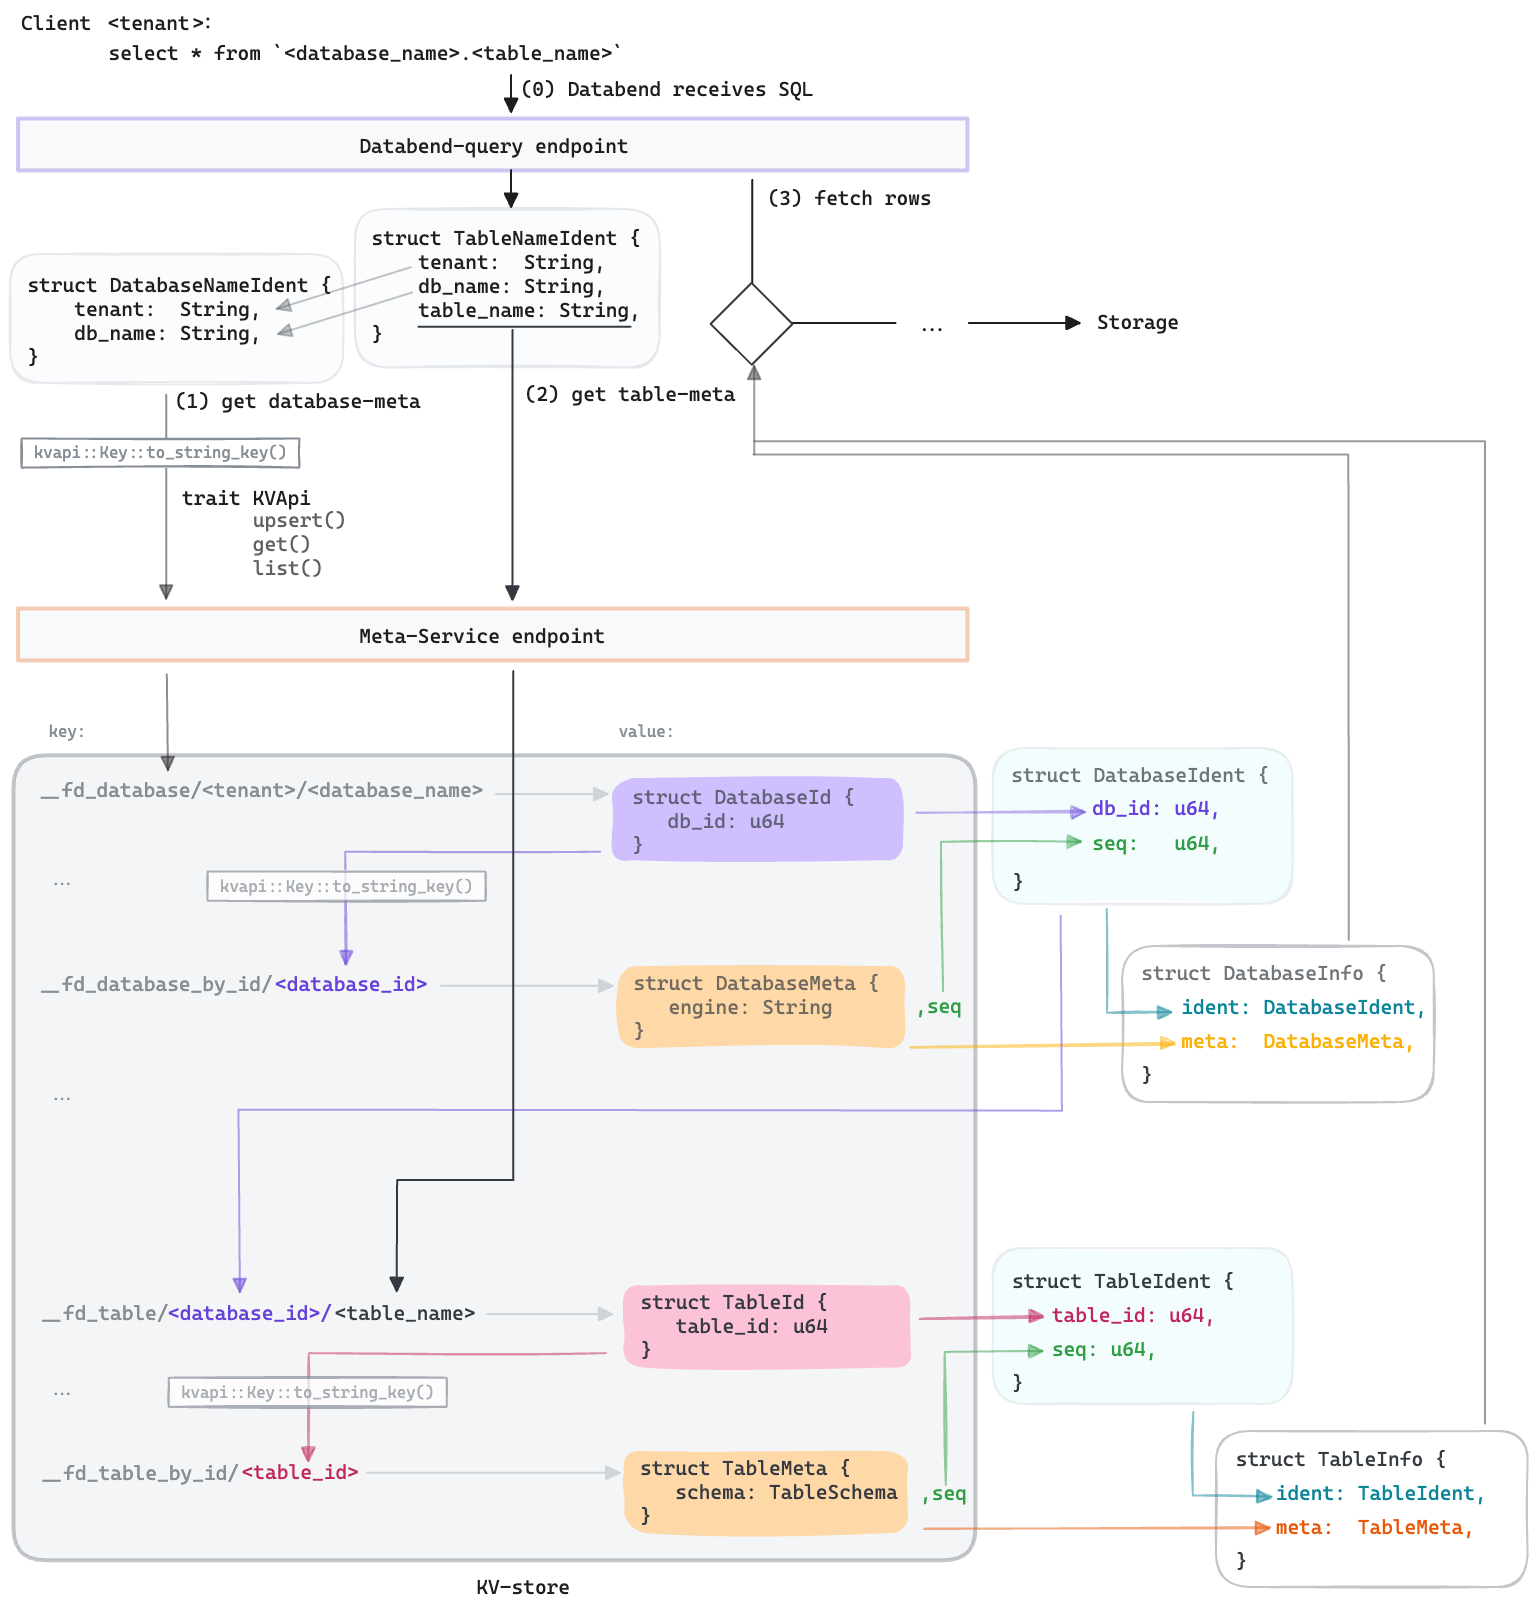 Client <tenant>:
select * from `<database_name>.<table_name>`
(0) Databend receives SQL
Databend-query endpoint
(3) fetch rows
struct TableNameIdent {
tenant:  String,
db_name: String,
table_name: String,
}
struct DatabaseNameIdent {
tenant:  String,
db_name: String,
}
... Storage
(1) get database-meta
(2) get table-meta
kvapi::Key::to_string_key()
trait KVApi
upsert()
get()
list()
Meta-Service endpoint
key:
value:
__fd_database/<tenant>/<database_name>
struct DatabaseId {
db_id: u64
}
struct DatabaseIdent {
db_id: u64,
seq:   u64,
}
...
kvapi::Key::to_string_key()
__fd_database_by_id/<database_id>
struct DatabaseMeta {
engine: String
}
,seq
struct DatabaseInfo {
ident: DatabaseIdent,
meta:  DatabaseMeta,
}
...
__fd_table/<database_id>/<table_name>
struct TableId {
table_id: u64
}
struct TableIdent {
table_id: u64,
seq: u64,
}
...
kvapi::Key::to_string_key()
__fd_table_by_id/<table_id>
struct TableMeta {
schema: TableSchema
}
,seq
struct TableInfo {
ident: TableIdent,
meta:  TableMeta,
}
KV-store